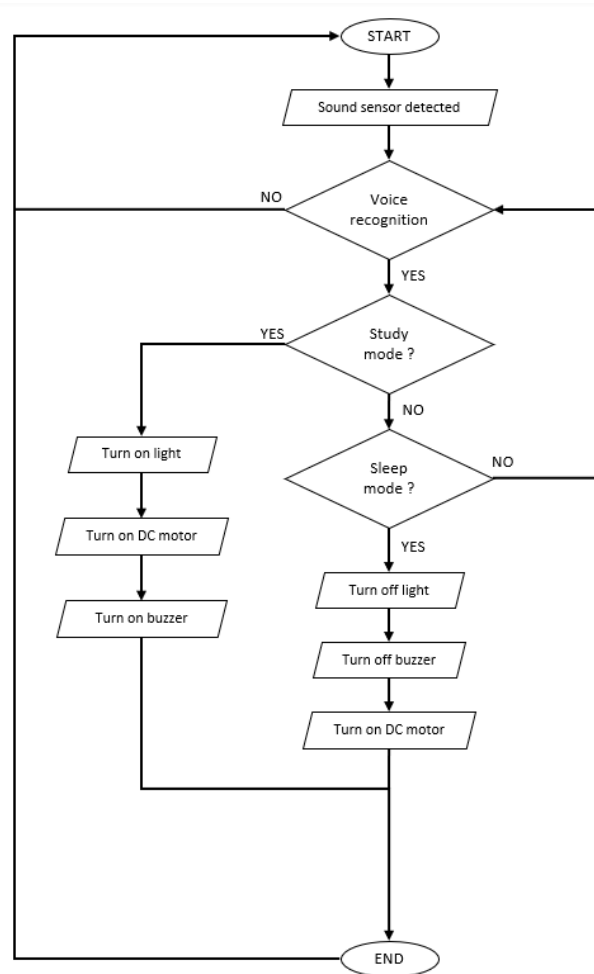 START
Sound sensor detected
NO
Voice
recognition
YES
YES
Study
mode ?
NO
Turn on light
Sleep
mode ?
NO
Turn on DC motor
YES
Turn off light
Turn on buzzer
Turn off buzzer
Turn on DC motor
END